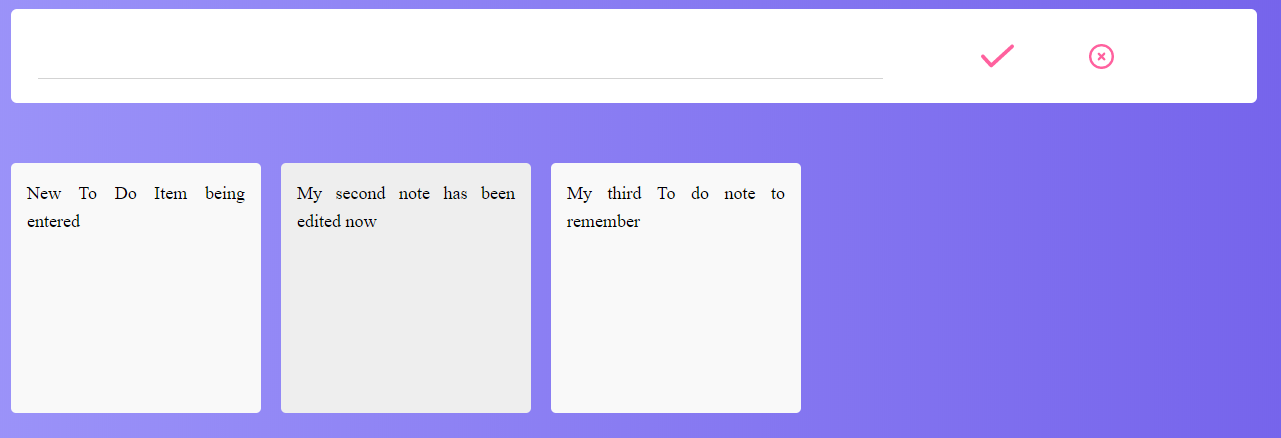 New To Do Item being
entered
My second note has been
edited now
My third To do note to
remember